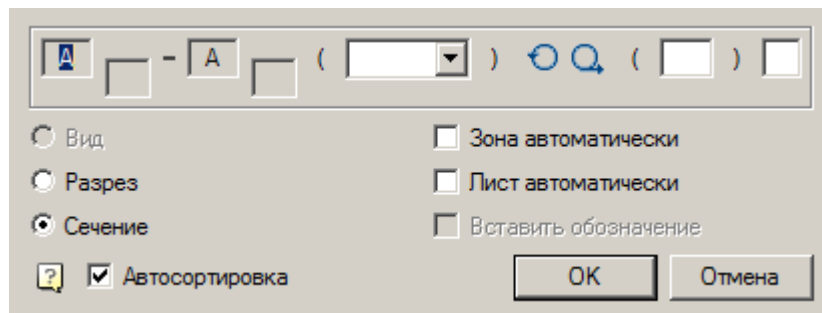 A - A ( ) ( )
Вид
Зона автоматически
Разрез
Лист автоматически
Сечение
Вставить обозначение
? Автосортировка
OK
Отмена